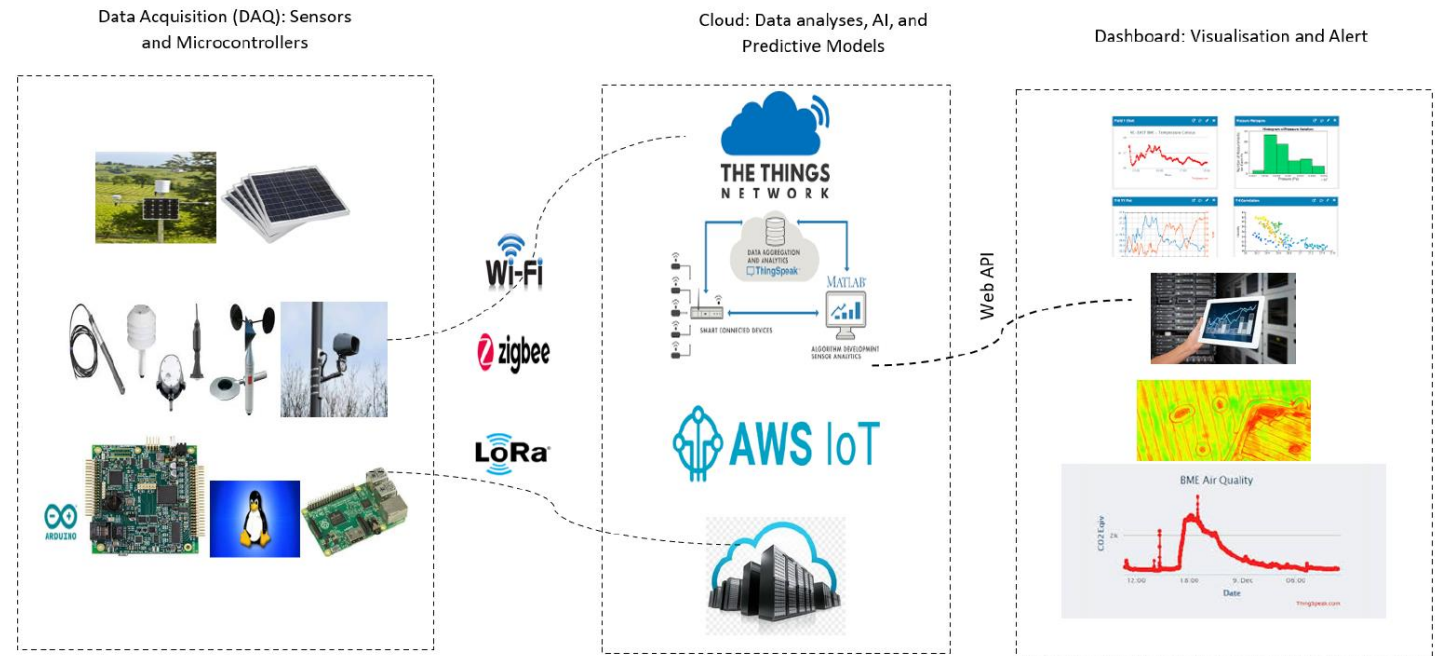 Data Acquisition (DAQ): Sensors
and Microcontrollers
Cloud: Data analyses, AI, and
Predictive Models
Dashboard: Visualisation and Alert
Wi-Fi
zigbee
LoRa
ARDUINO
THE THINGS
NETWORK
DATA AGGREGATION
AND ANALYTICS
ThingSpeak
MATLAB
SMART CONNECTED DEVICES
ALGORITHM DEVELOPMENT
SENSOR ANALYTICS
AWS IoT
Web API
BME Air Quality
CO2 Eqiv
2k
12:00
18:00
9. Dec
06:00
Date
ThingSpeak.com